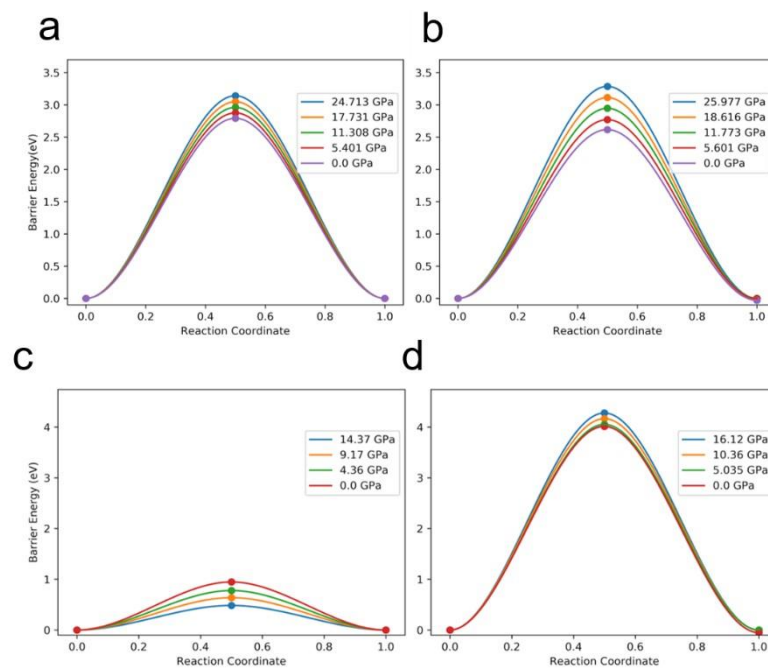 a
3.5
3.0
2.5
2.0
1.5
1.0
0.5
0.0
Barrier Energy(eV)
24.713 GPa
17.731 GPa
11.308 GPa
5.401 GPa
0.0 GPa
0.0 0.2 0.4 0.6 0.8 1.0
Reaction Coordinate
b
3.5
3.0
2.5
2.0
1.5
1.0
0.5
0.0
Barrier Energy(eV)
25.977 GPa
18.616 GPa
11.773 GPa
5.601 GPa
0.0 GPa
0.0 0.2 0.4 0.6 0.8 1.0
Reaction Coordinate
c
4
3
2
1
0
Barrier Energy (eV)
14.37 GPa
9.17 GPa
4.36 GPa
0.0 GPa
0.0 0.2 0.4 0.6 0.8 1.0
Reaction Coordinate
d
4
3
2
1
0
Barrier Energy (eV)
16.12 GPa
10.36 GPa
5.035 GPa
0.0 GPa
0.0 0.2 0.4 0.6 0.8 1.0
Reaction Coordinate